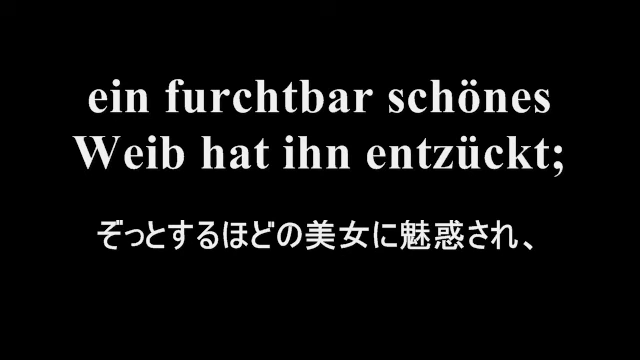 ein furchtbar schönes
Weib hat ihn entzückt;
ぞっとするほどの美女に魅惑され、